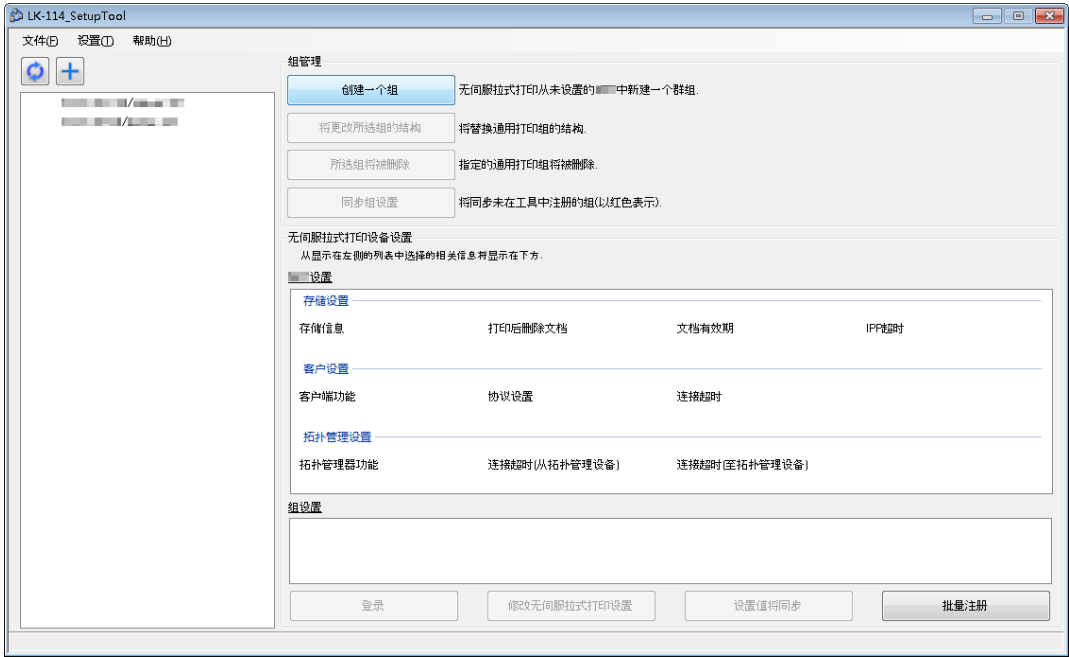 LK-114_SetupTool
文件(F) 设置(T) 帮助(H)
组管理
创建一个组 无伺服拉式打印从未设置的 中新建一个群组.
将更改所选组的结构 将替换通用打印组的结构.
所选组将被删除 指定的通用打印组将被删除.
同步组设置 将同步未在工具中注册的组(以红色表示).
无伺服拉式打印设备设置
从显示在左侧的列表中选择的相关信息将显示在下方.
设置
存储设置
存储信息 打印后删除文档 文档有效期 IPP超时
客户设置
客户端功能 协议设置 连接超时
拓扑管理设置
拓扑管理器功能 连接超时(从拓扑管理设备) 连接超时(至拓扑管理设备)
组设置
登录 修改无伺服拉式打印设置 设置值将同步 批量注册